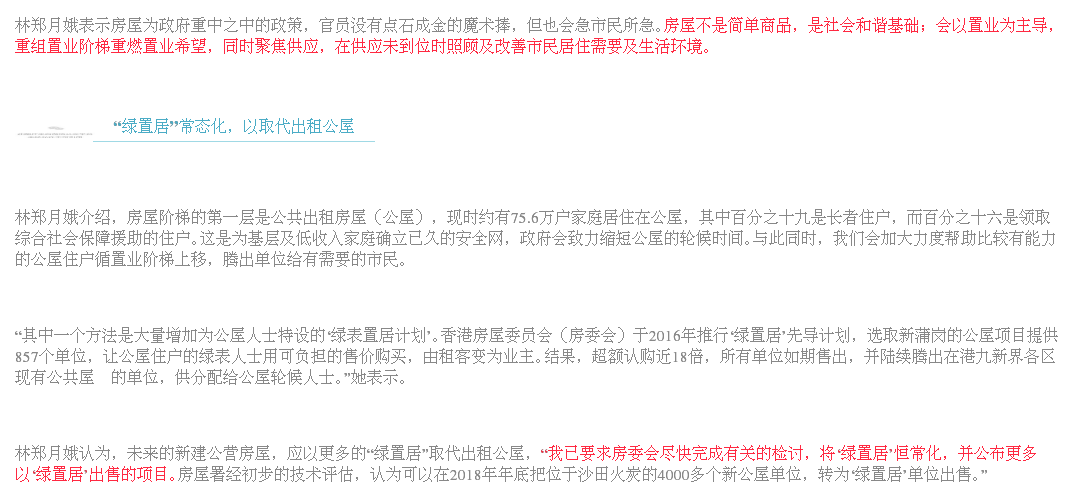 林郑月娥表示房屋为政府重中之中的政策，官员没有点石成金的魔术捧，但也会急市民所急。房屋不是简单商品，是社会和谐基础；会以置业为主导，
重组置业阶梯重燃置业希望，同时聚焦供应，在供应未到位时照顾及改善市民居住需要及生活环境。
“绿置居”常态化，以取代出租公屋
林郑月娥介绍，房屋阶梯的第一层是公共出租房屋（公屋），现时约有75.6万户家庭居住在公屋，其中百分之十九是长者住户，而百分之十六是领取
综合社会保障援助的住户。这是为基层及低收入家庭确立已久的安全网，政府会致力缩短公屋的轮候时间。与此同时，我们会加大力度帮助比较有能力
的公屋住户循置业阶梯上移，腾出单位给有需要的市民。
“其中一个方法是大量增加为公屋人士特设的‘绿表置居计划’。香港房屋委员会（房委会）于2016年推行‘绿置居’先导计划，选取新蒲岗的公屋项目提供
857个单位，让公屋住户的绿表人士用可负担的售价购买，由租客变为业主。结果，超额认购近18倍，所有单位如期售出，并陆续腾出在港九新界各区
现有公共屋　的单位，供分配给公屋轮候人士。”她表示。
林郑月娥认为，未来的新建公营房屋，应以更多的“绿置居”取代出租公屋，“我已要求房委会尽快完成有关的检讨，将‘绿置居’恒常化，并公布更多
以‘绿置居’出售的项目。房屋署经初步的技术评估，认为可以在2018年年底把位于沙田火炭的4000多个新公屋单位，转为‘绿置居’单位出售。”